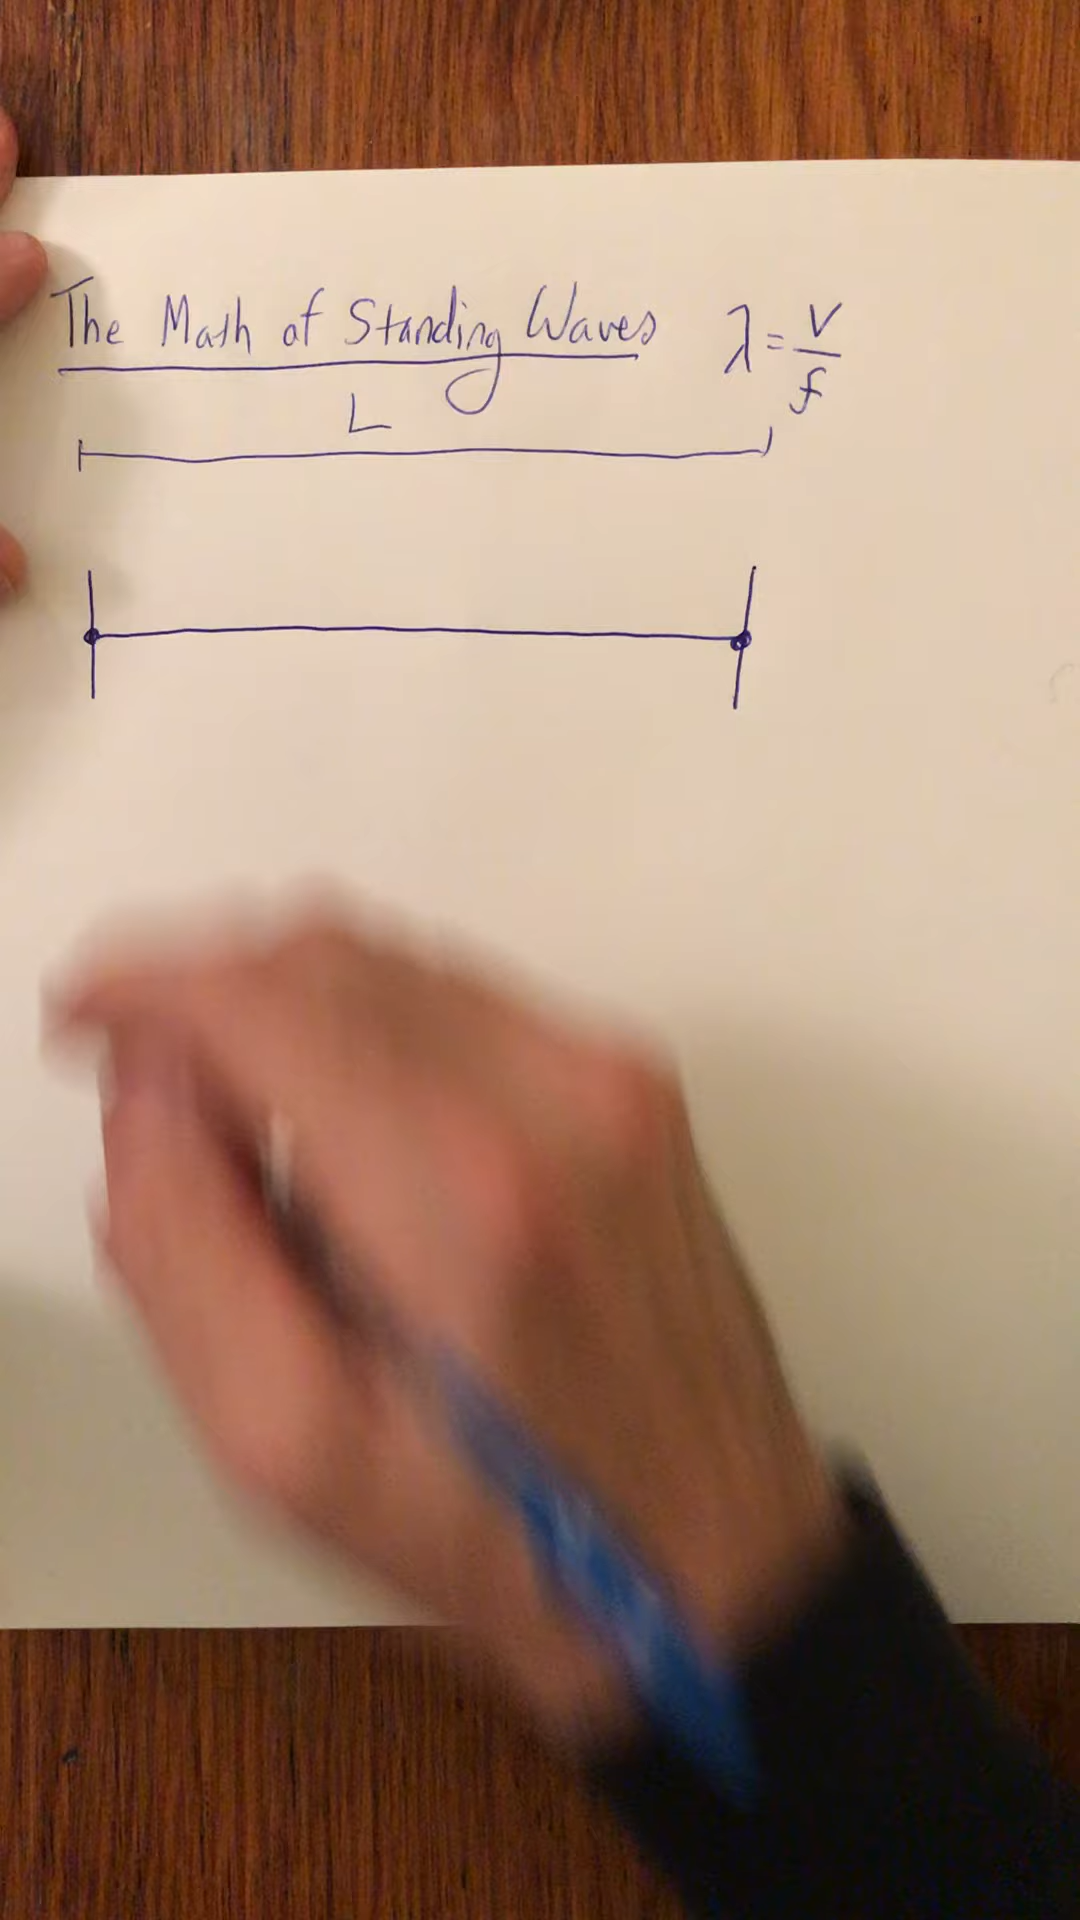 The Math of Standing Waves λ = v/f
L